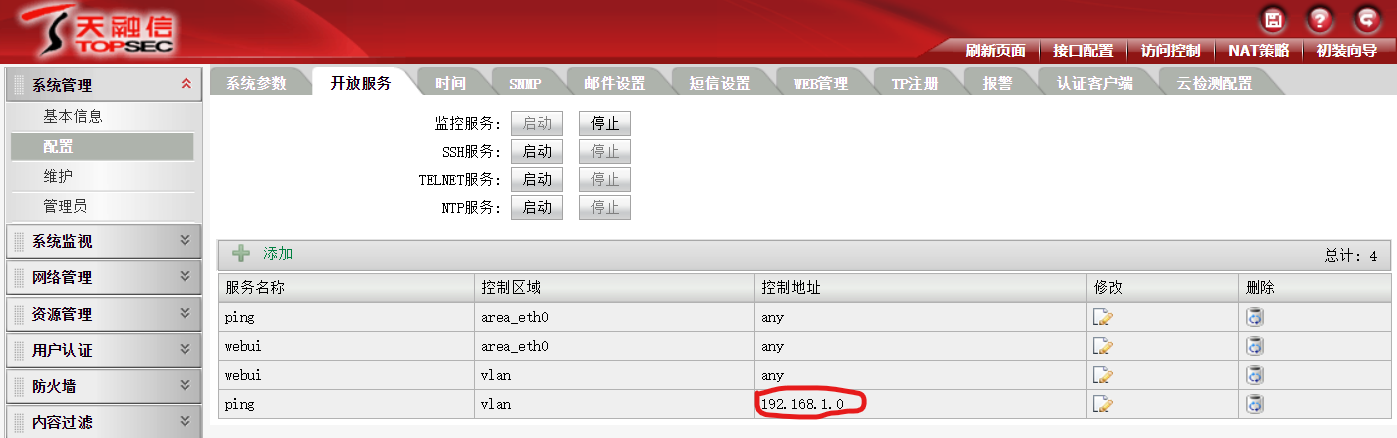 天融信
TOPSEC
刷新页面 接口配置 访问控制 NAT策略 初装向导
系统管理
基本信息
配置
维护
管理员
系统监视
网络管理
资源管理
用户认证
防火墙
内容过滤
系统参数 开放服务 时间 SNMP 邮件设置 短信设置 WEB管理 TP注册 报警 认证客户端 云检测配置
监控服务: 启动 停止
SSH服务: 启动 停止
TELNET服务: 启动 停止
NTP服务: 启动 停止
添加 总计: 4
服务名称 控制区域 控制地址 修改 删除
ping area_eth0 any
webui area_eth0 any
webui vlan any
ping vlan 192.168.1.0